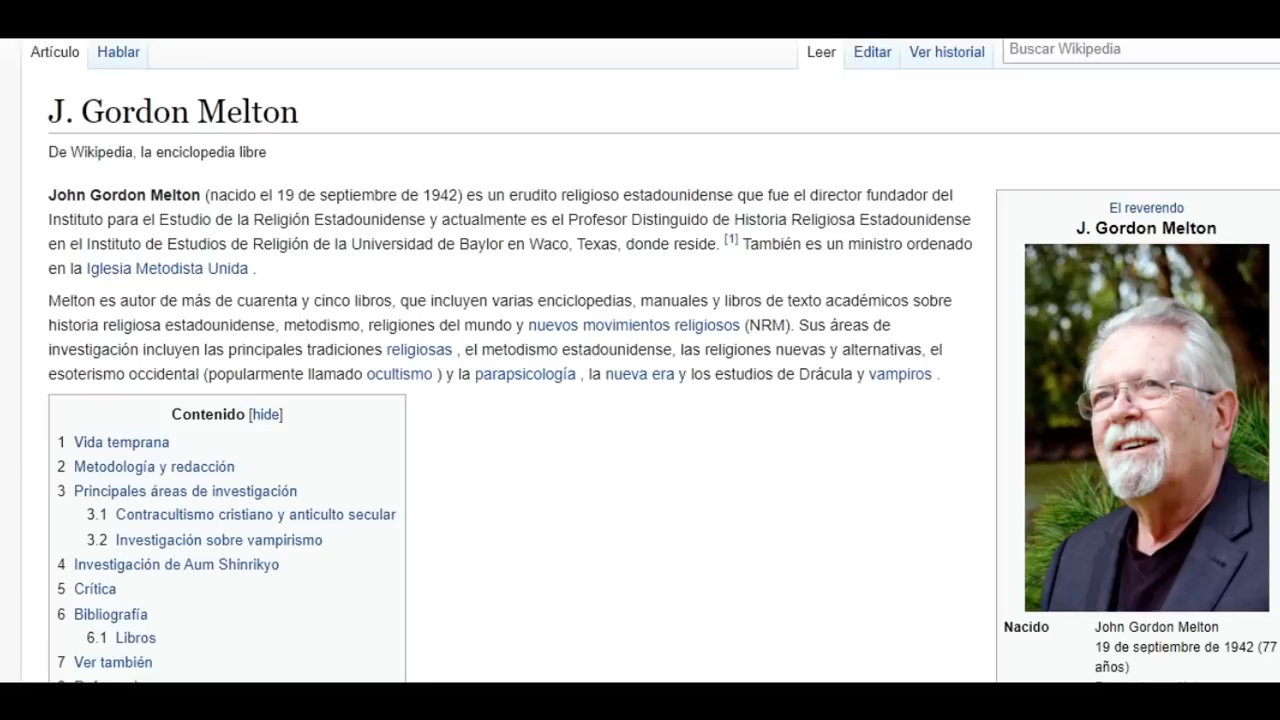 Artículo Hablar Leer Editar Ver historial Buscar Wikipedia
J. Gordon Melton
De Wikipedia, la enciclopedia libre
John Gordon Melton (nacido el 19 de septiembre de 1942) es un erudito religioso estadounidense que fue el director fundador del
Instituto para el Estudio de la Religión Estadounidense y actualmente es el Profesor Distinguido de Historia Religiosa Estadounidense
en el Instituto de Estudios de Religión de la Universidad de Baylor en Waco, Texas, donde reside. [1] También es un ministro ordenado
en la Iglesia Metodista Unida .
Melton es autor de más de cuarenta y cinco libros, que incluyen varias enciclopedias, manuales y libros de texto académicos sobre
historia religiosa estadounidense, metodismo, religiones del mundo y nuevos movimientos religiosos (NRM). Sus áreas de
investigación incluyen las principales tradiciones religiosas , el metodismo estadounidense, las religiones nuevas y alternativas, el
esoterismo occidental (popularmente llamado ocultismo ) y la parapsicología , la nueva era y los estudios de Drácula y vampiros .
Contenido [hide]
1 Vida temprana
2 Metodología y redacción
3 Principales áreas de investigación
3.1 Contracultismo cristiano y anticulto secular
3.2 Investigación sobre vampirismo
4 Investigación de Aum Shinrikyo
5 Crítica
6 Bibliografía
6.1 Libros
7 Ver también
El reverendo
J. Gordon Melton
Nacido John Gordon Melton
19 de septiembre de 1942 (77
años)